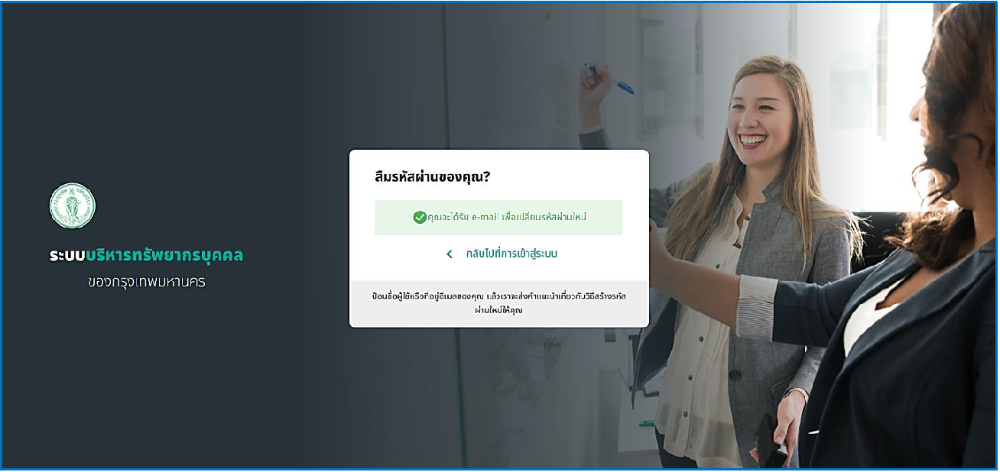 ระบบบริหารทรัพยากรบุคคล
ของกรุงเทพมหานคร
ลืมรหัสผ่านของคุณ?
คุณจะได้รับ e-mail เพื่อเปลี่ยนรหัสผ่านใหม่
กลับไปที่การเข้าสู่ระบบ
ป้อนชื่อผู้ใช้หรือที่อยู่อีเมลของคุณ แล้วเราจะส่งคำแนะนำเกี่ยวกับวิธีสร้างรหัส
ผ่านใหม่ให้คุณ